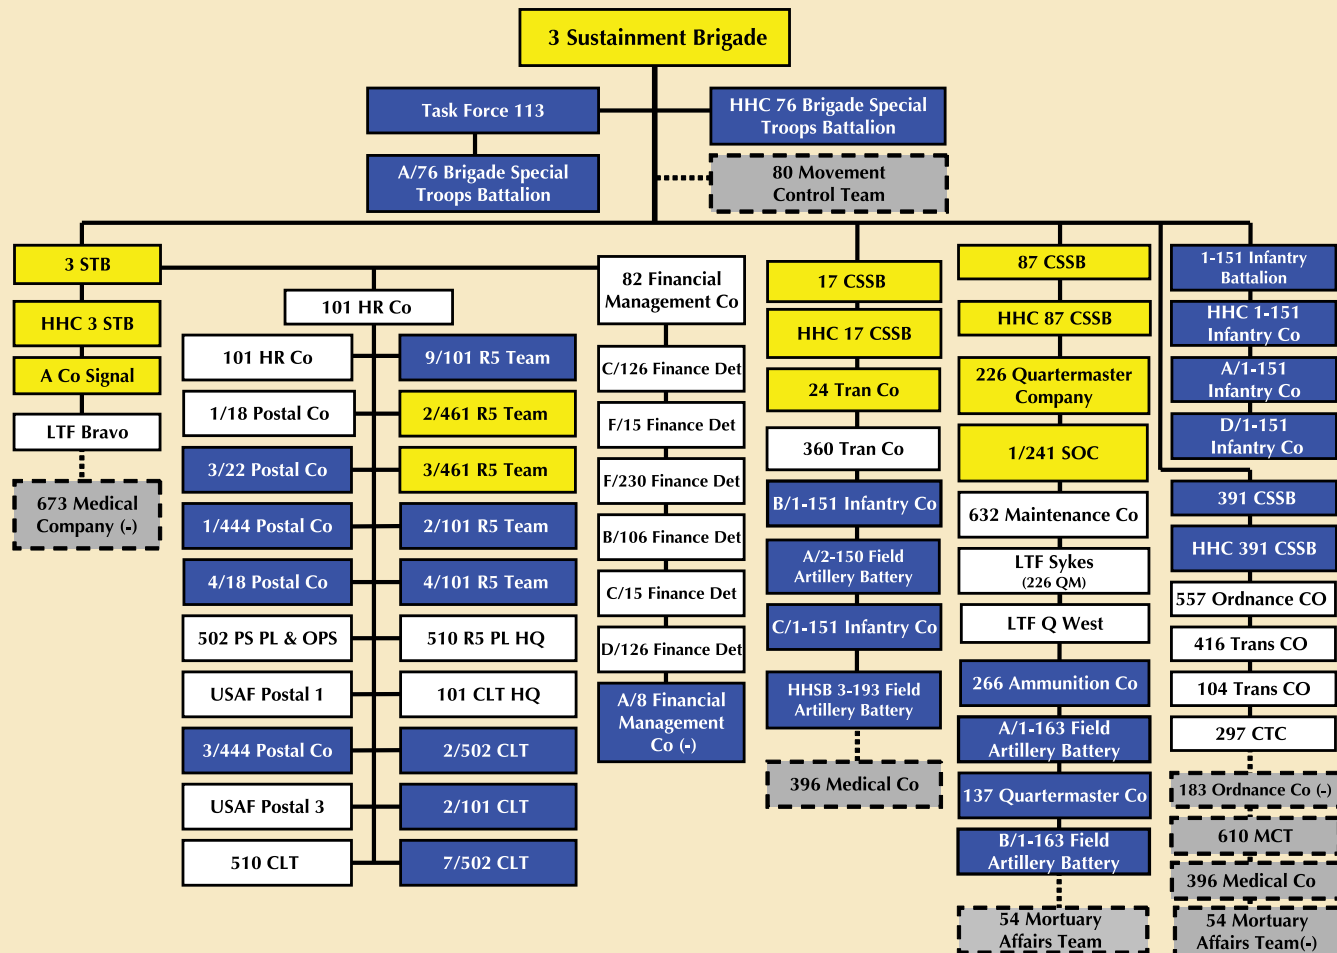 3 Sustainment Brigade
Task Force 113
HHC 76 Brigade Special
Troops Battalion
A/76 Brigade Special
Troops Battalion
80 Movement
Control Team
3 STB
HHC 3 STB
A Co Signal
LTF Bravo
673 Medical
Company (-)
101 HR Co
101 HR Co
9/101 R5 Team
1/18 Postal Co
2/461 R5 Team
3/22 Postal Co
3/461 R5 Team
1/444 Postal Co
2/101 R5 Team
4/18 Postal Co
4/101 R5 Team
502 PS PL & OPS
510 R5 PL HQ
USAF Postal 1
101 CLT HQ
3/444 Postal Co
2/502 CLT
USAF Postal 3
2/101 CLT
510 CLT
7/502 CLT
82 Financial
Management Co
C/126 Finance Det
F/15 Finance Det
F/230 Finance Det
B/106 Finance Det
C/15 Finance Det
D/126 Finance Det
A/8 Financial
Management
Co (-)
17 CSSB
HHC 17 CSSB
24 Tran Co
360 Tran Co
B/1-151 Infantry Co
A/2-150 Field
Artillery Battery
C/1-151 Infantry Co
HHSB 3-193 Field
Artillery Battery
396 Medical Co
87 CSSB
HHC 87 CSSB
226 Quartermaster
Company
1/241 SOC
632 Maintenance Co
LTF Sykes
(226 QM)
LTF Q West
266 Ammunition Co
A/1-163 Field
Artillery Battery
137 Quartermaster Co
B/1-163 Field
Artillery Battery
54 Mortuary
Affairs Team
1-151 Infantry
Battalion
HHC 1-151
Infantry Co
A/1-151
Infantry Co
D/1-151
Infantry Co
391 CSSB
HHC 391 CSSB
557 Ordnance CO
416 Trans CO
104 Trans CO
297 CTC
183 Ordnance Co (-)
610 MCT
396 Medical Co
54 Mortuary
Affairs Team(-)